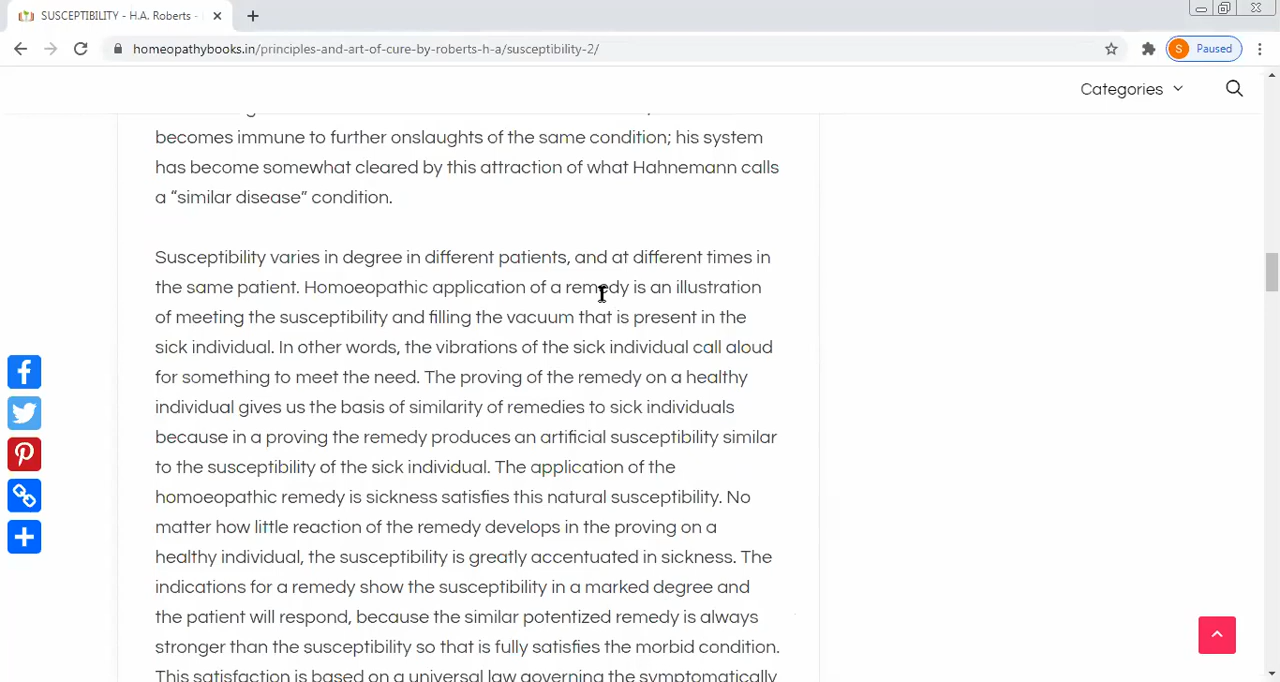 SUSCEPTIBILITY - H.A. Roberts -
homeopathybooks.in/principles-and-art-of-cure-by-roberts-h-a/susceptibility-2/
S Paused
Categories
becomes immune to further onslaughts of the same condition; his system
has become somewhat cleared by this attraction of what Hahnemann calls
a “similar disease” condition.
Susceptibility varies in degree in different patients, and at different times in
the same patient. Homoeopathic application of a remedy is an illustration
of meeting the susceptibility and filling the vacuum that is present in the
sick individual. In other words, the vibrations of the sick individual call aloud
for something to meet the need. The proving of the remedy on a healthy
individual gives us the basis of similarity of remedies to sick individuals
because in a proving the remedy produces an artificial susceptibility similar
to the susceptibility of the sick individual. The application of the
homoeopathic remedy is sickness satisfies this natural susceptibility. No
matter how little reaction of the remedy develops in the proving on a
healthy individual, the susceptibility is greatly accentuated in sickness. The
indications for a remedy show the susceptibility in a marked degree and
the patient will respond, because the similar potentized remedy is always
stronger than the susceptibility so that is fully satisfies the morbid condition.
This satisfaction is based on a universal law governing the symptomatically